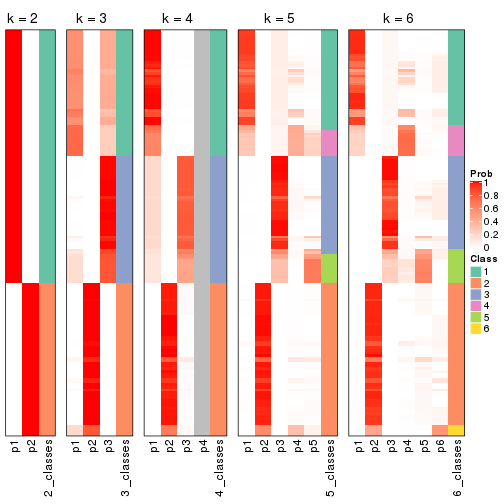 k = 2
k = 3
k = 4
k = 5
k = 6
Prob
1
0.8
0.6
0.4
0.2
0
Class
1
2
3
4
5
6
p1
p2
2_classes
p1
p2
p3
3_classes
p1
p2
p3
p4
4_classes
p1
p2
p3
p4
p5
5_classes
p1
p2
p3
p4
p5
p6
6_classes